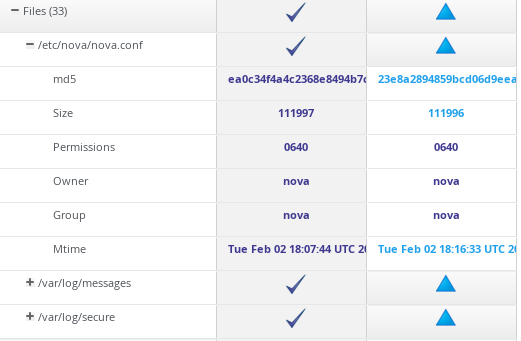 Files (33)
/etc/nova/nova.conf
md5 ea0c34f4a4c2368e8494b7c 23e8a2894859bcd06d9eea
Size 111997 111996
Permissions 0640 0640
Owner nova nova
Group nova nova
Mtime Tue Feb 02 18:07:44 UTC 20 Tue Feb 02 18:16:33 UTC 20
/var/log/messages
/var/log/secure